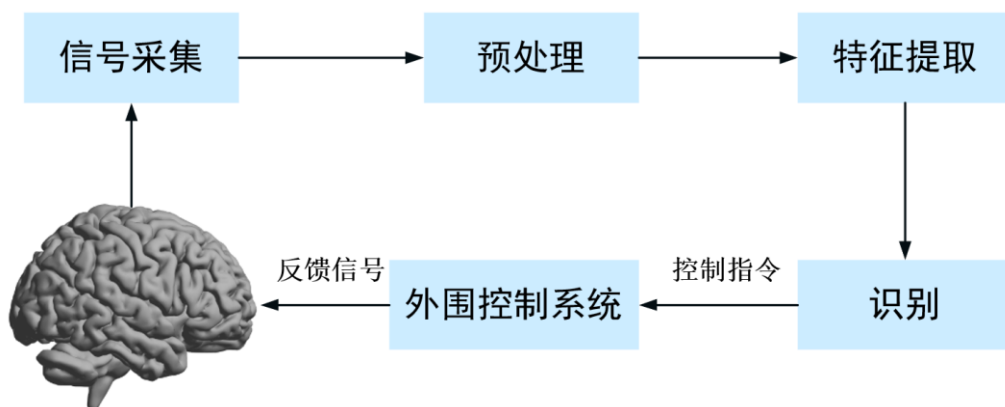 信号采集
预处理
特征提取
反馈信号
控制指令
外围控制系统
识别